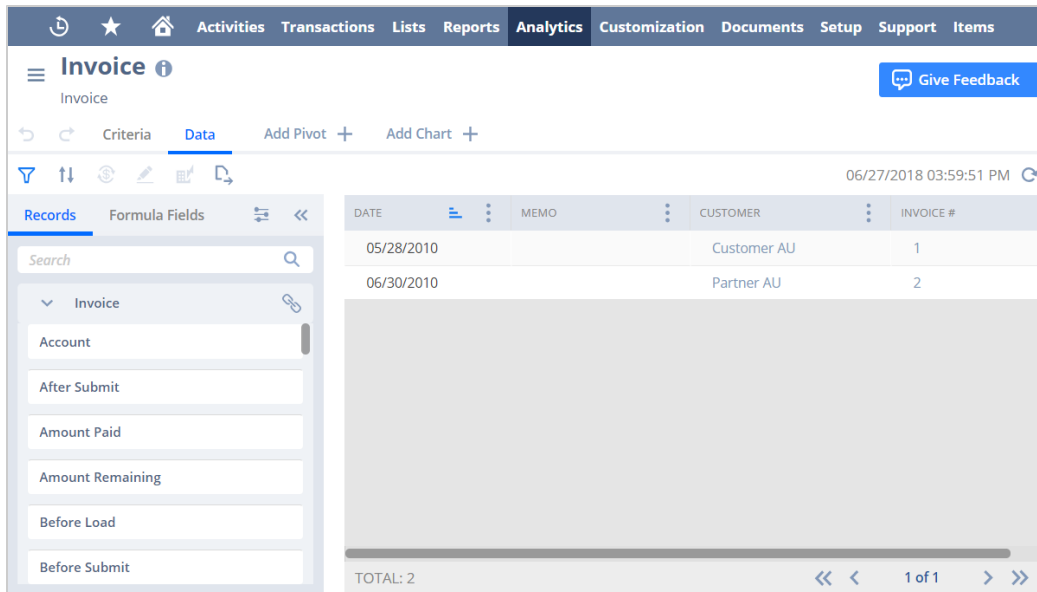 Activities Transactions Lists Reports Analytics Customization Documents Setup Support Items
Invoice
Invoice
Give Feedback
Criteria Data Add Pivot Add Chart
06/27/2018 03:59:51 PM
Records Formula Fields
Search
Invoice
Account
After Submit
Amount Paid
Amount Remaining
Before Load
Before Submit
DATE MEMO CUSTOMER INVOICE #
05/28/2010 Customer AU 1
06/30/2010 Partner AU 2
TOTAL: 2 1 of 1